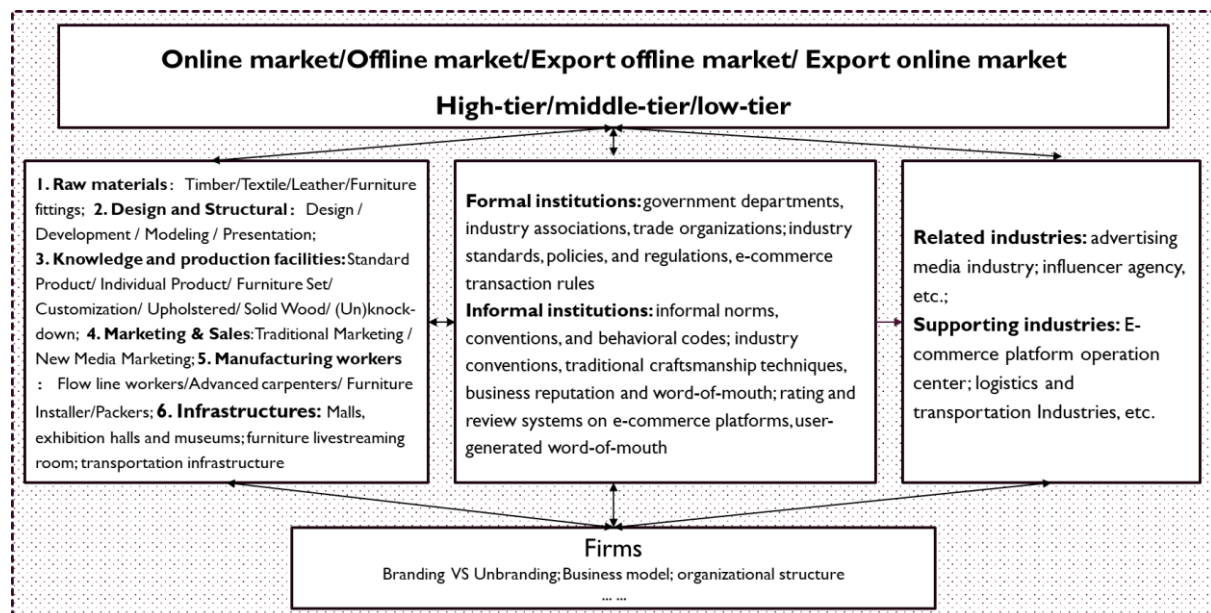 Online market/Offline market/Export offline market/ Export online market
High-tier/middle-tier/low-tier
1. Raw materials： Timber/Textile/Leather/Furniture
fittings; 2. Design and Structural： Design /
Development / Modeling / Presentation;
3. Knowledge and production facilities:Standard
Product/ Individual Product/ Furniture Set/
Customization/ Upholstered/ Solid Wood/ (Un)knock-
down; 4. Marketing & Sales:Traditional Marketing /
New Media Marketing; 5. Manufacturing workers
： Flow line workers/Advanced carpenters/ Furniture
Installer/Packers; 6. Infrastructures: Malls,
exhibition halls and museums; furniture livestreaming
room; transportation infrastructure
Formal institutions: government departments,
industry associations, trade organizations; industry
standards, policies, and regulations, e-commerce
transaction rules
Informal institutions: informal norms,
conventions, and behavioral codes; industry
conventions, traditional craftsmanship techniques,
business reputation and word-of-mouth; rating and
review systems on e-commerce platforms, user-
generated word-of-mouth
Related industries: advertising
media industry; influencer agency,
etc.;
Supporting industries: E-
commerce platform operation
center; logistics and
transportation Industries, etc.
Firms
Branding VS Unbranding; Business model; organizational structure
... ...